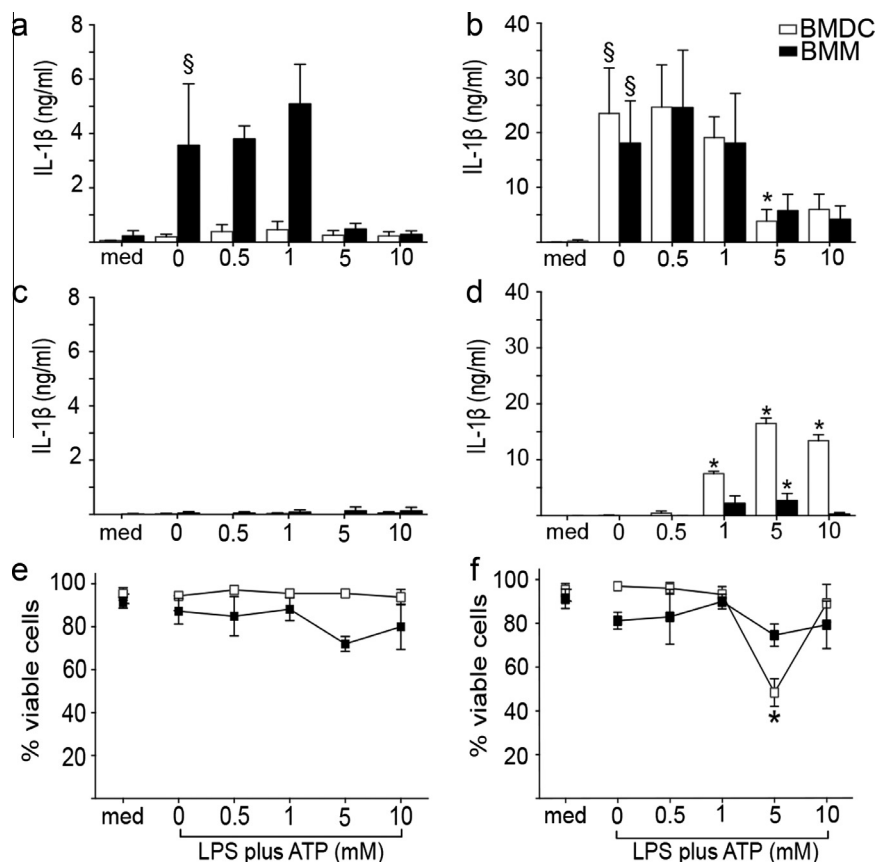 a
IL-1β (ng/ml)
8
6
4
2
§
med 0 0.5 1 5 10
b
IL-1β (ng/ml)
40
30
20
10
§
§
*
BMDC
BMM
med 0 0.5 1 5 10
c
IL-1β (ng/ml)
8
6
4
2
med 0 0.5 1 5 10
d
IL-1β (ng/ml)
40
30
20
10
*
*
*
*
med 0 0.5 1 5 10
e
% viable cells
100
80
60
40
20
med 0 0.5 1 5 10
LPS plus ATP (mM)
f
% viable cells
100
80
60
40
20
*
med 0 0.5 1 5 10
LPS plus ATP (mM)